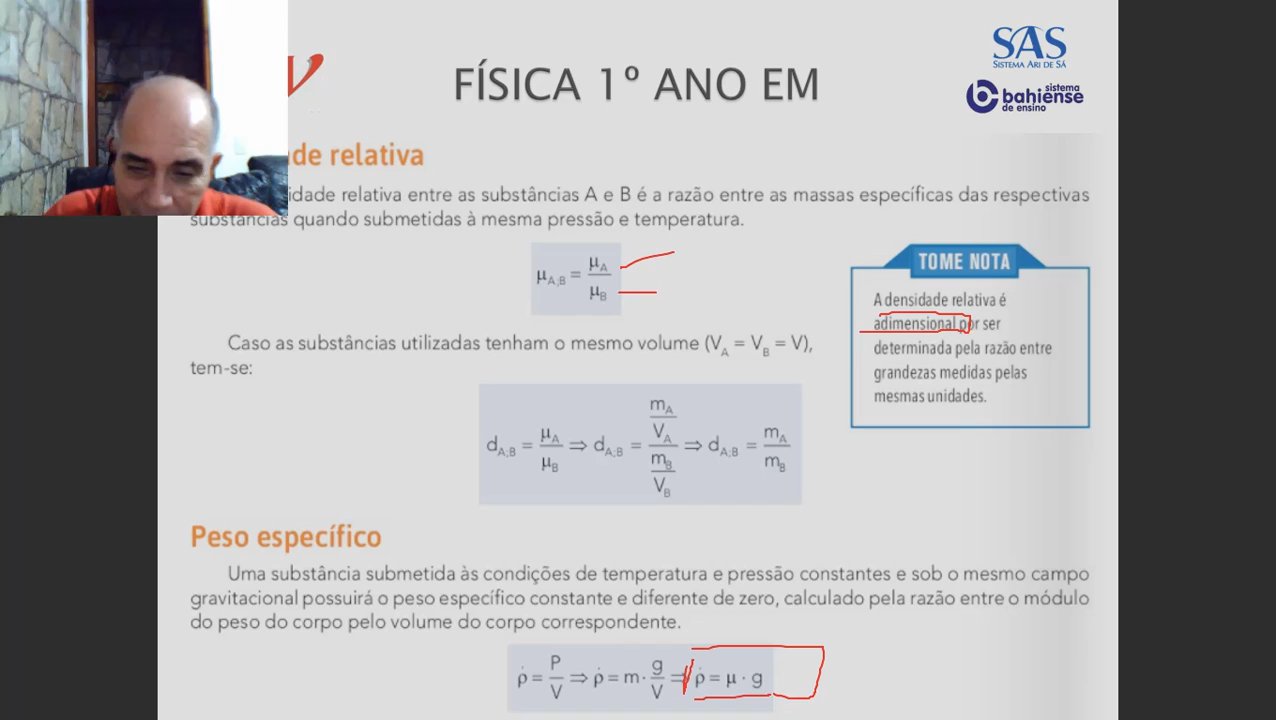 FÍSICA 1º ANO EM
SAS
SISTEMA ARI DE SÁ
sistema
bahiense
de ensino
de relativa
idade relativa entre as substâncias A e B é a razão entre as massas específicas das respectivas
substâncias quando submetidas à mesma pressão e temperatura.
μA;B = μA / μB
TOME NOTA
A densidade relativa é
adimensional por ser
determinada pela razão entre
grandezas medidas pelas
mesmas unidades.
Caso as substâncias utilizadas tenham o mesmo volume (VA = VB = V),
tem-se:
dA;B = μA / μB ⇒ dA;B = (mA / VA) / (mB / VB) ⇒ dA;B = mA / mB
Peso específico
Uma substância submetida às condições de temperatura e pressão constantes e sob o mesmo campo
gravitacional possuirá o peso específico constante e diferente de zero, calculado pela razão entre o módulo
do peso do corpo pelo volume do corpo correspondente.
ρ̇ = P / V ⇒ ρ̇ = m · g / V ⇒ ρ̇ = μ · g